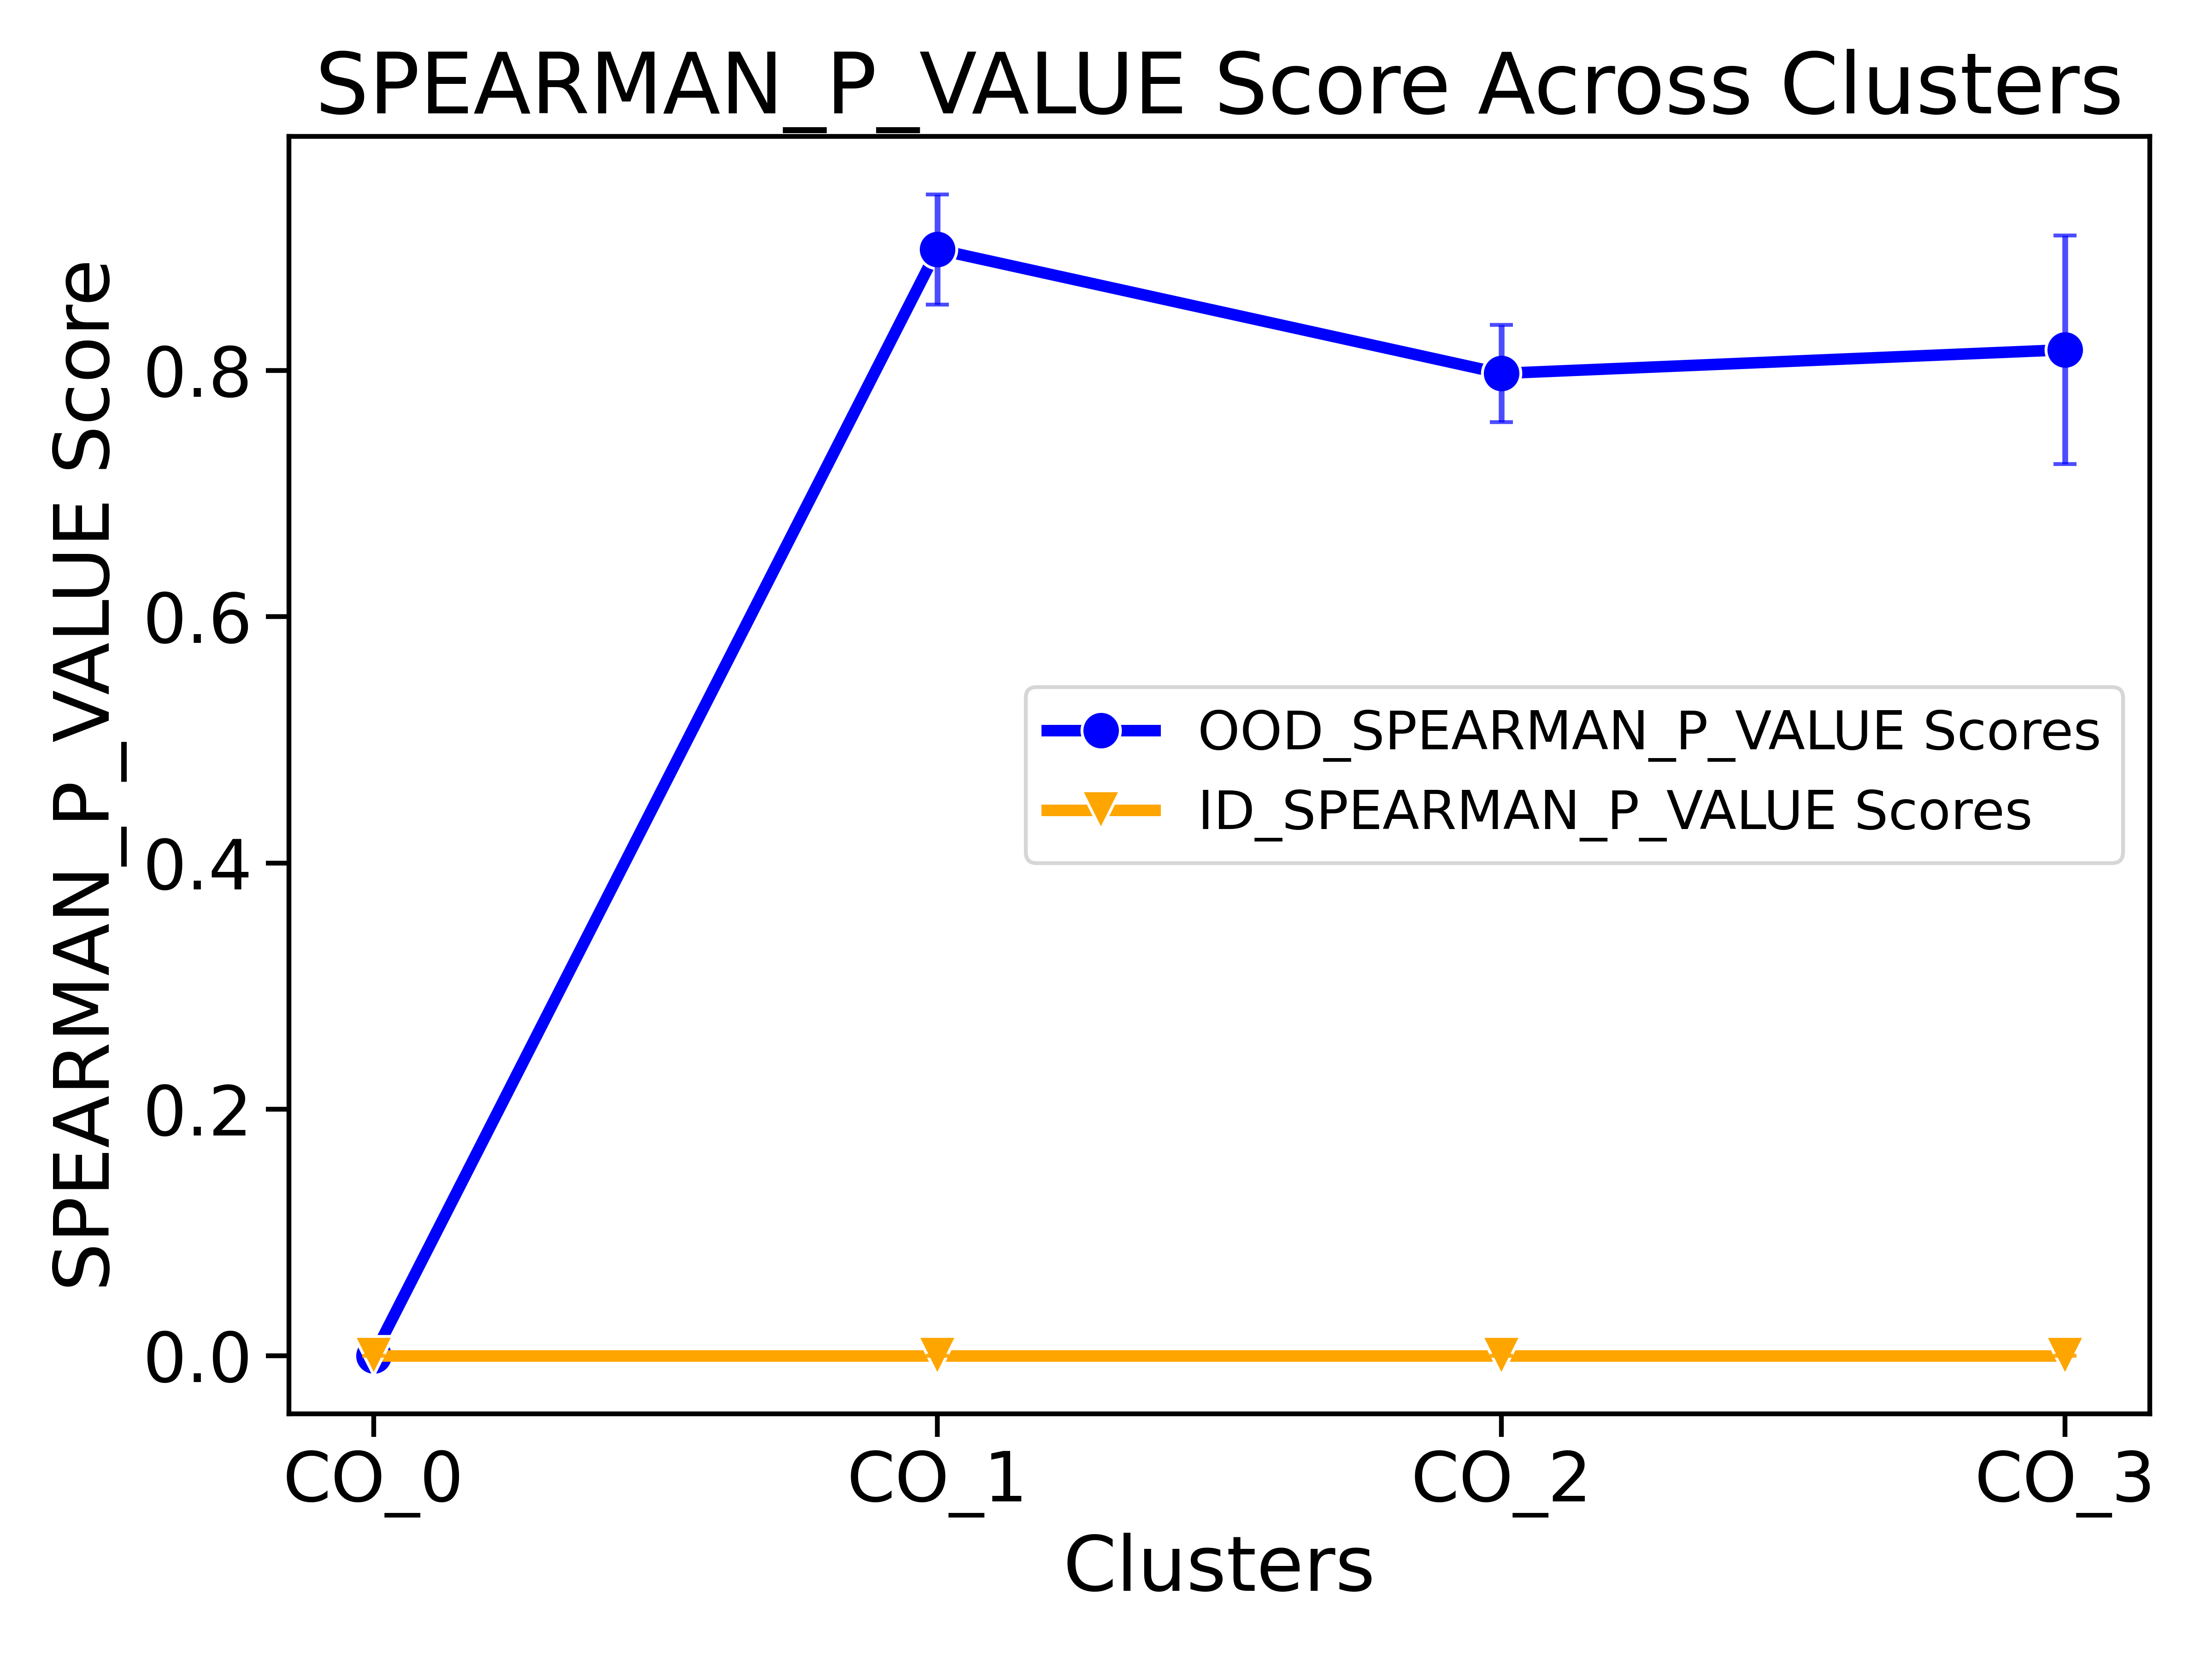 SPEARMAN_P_VALUE Score Across Clusters
SPEARMAN_P_VALUE Score
0.8
0.6
0.4
0.2
0.0
OOD_SPEARMAN_P_VALUE Scores
ID_SPEARMAN_P_VALUE Scores
CO_0 CO_1 CO_2 CO_3
Clusters